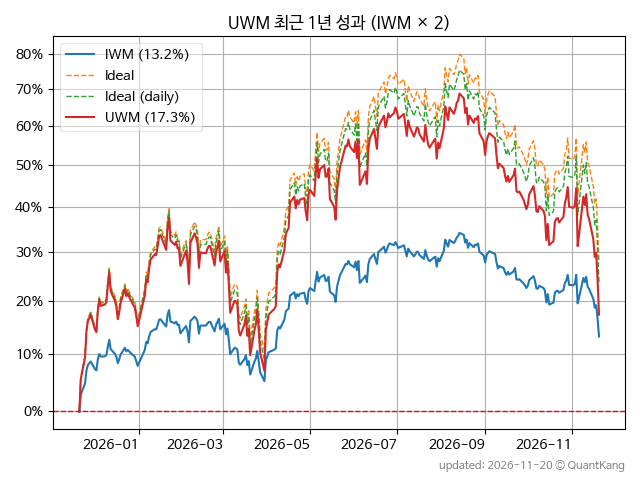 UWM 최근 1년 성과 (IWM × 2)
IWM (13.2%)
Ideal
Ideal (daily)
UWM (17.3%)
80%
70%
60%
50%
40%
30%
20%
10%
0%
2026-01 2026-03 2026-05 2026-07 2026-09 2026-11
updated: 2026-11-20 ⓒ QuantKang